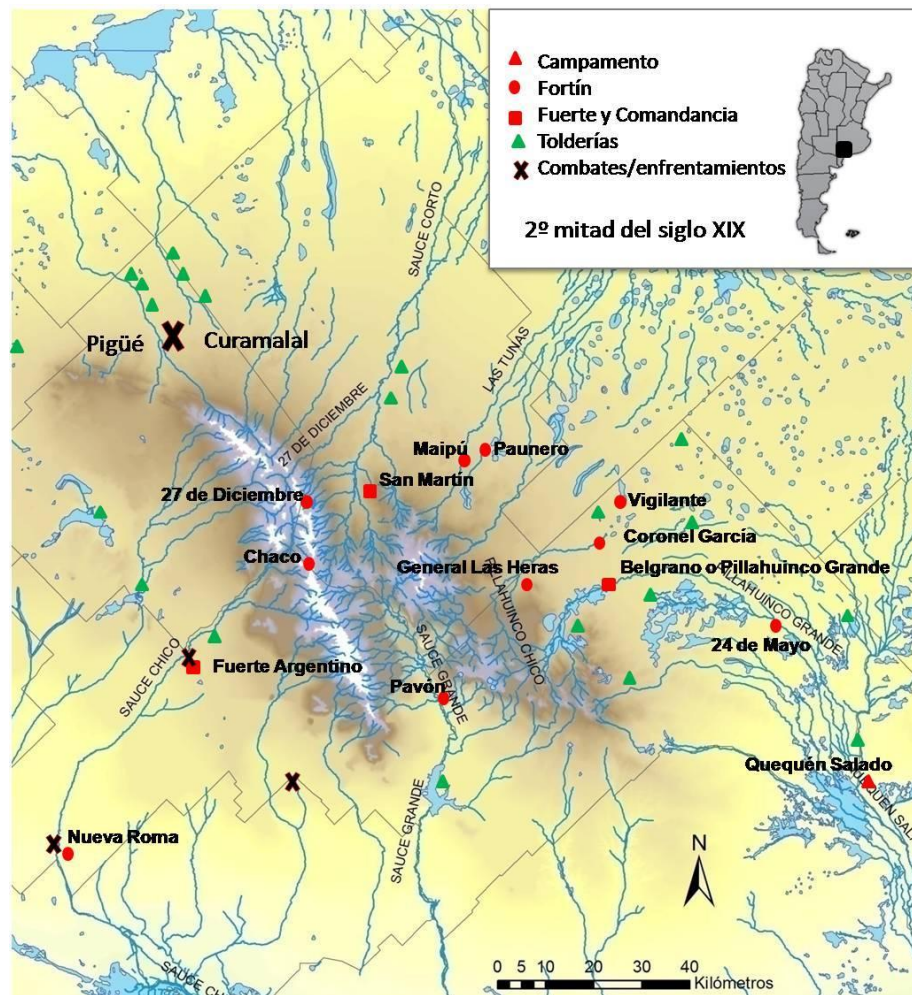 Campamento
Fortín
Fuerte y Comandancia
Tolderías
Combates/enfrentamientos
2º mitad del siglo XIX
SAUCE CORTO
Pigüé
Curamalal
LAS TUNAS
27 DE DICIEMBRE
Maipú
Paunero
San Martín
27 de Diciembre
Vigilante
Coronel García
Chaco
General Las Heras
Belgrano o Pillahuinco Grande
PILLAHUINCO CHICO
PILLAHUINCO GRANDE
24 de Mayo
SAUCE CHICO
Fuerte Argentino
SAUCE GRANDE
Pavón
Quequén Salado
SAUCE GRANDE
Nueva Roma
N
SAUCE
0 5 10 20 30 40
Kilómetros